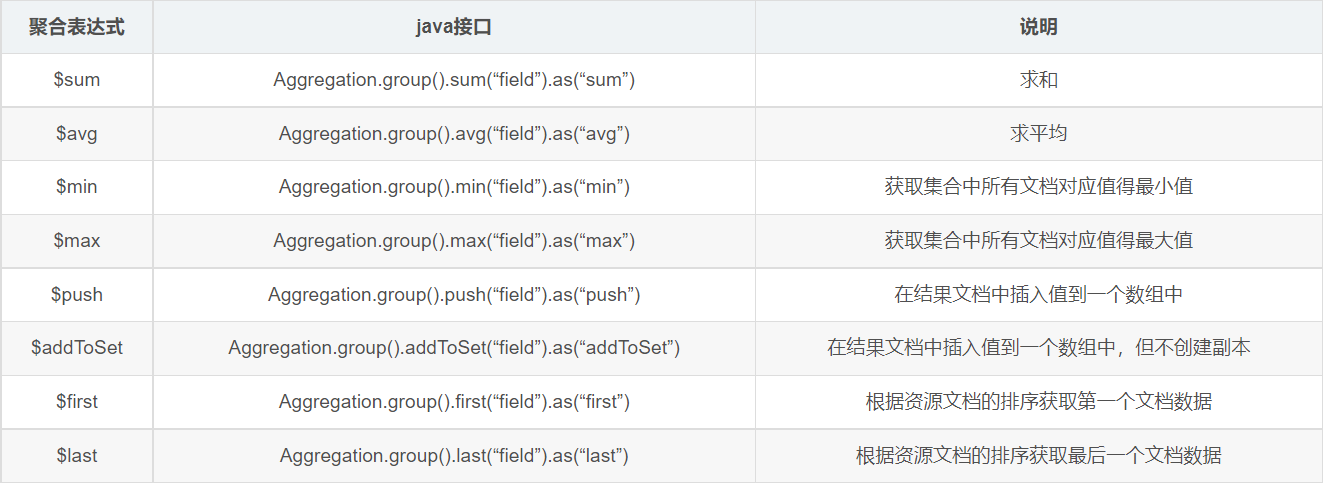 聚合表达式 java接口 说明
$sum Aggregation.group().sum(“field”).as(“sum”) 求和
$avg Aggregation.group().avg(“field”).as(“avg”) 求平均
$min Aggregation.group().min(“field”).as(“min”) 获取集合中所有文档对应值得最小值
$max Aggregation.group().max(“field”).as(“max”) 获取集合中所有文档对应值得最大值
$push Aggregation.group().push(“field”).as(“push”) 在结果文档中插入值到一个数组中
$addToSet Aggregation.group().addToSet(“field”).as(“addToSet”) 在结果文档中插入值到一个数组中，但不创建副本
$first Aggregation.group().first(“field”).as(“first”) 根据资源文档的排序获取第一个文档数据
$last Aggregation.group().last(“field”).as(“last”) 根据资源文档的排序获取最后一个文档数据